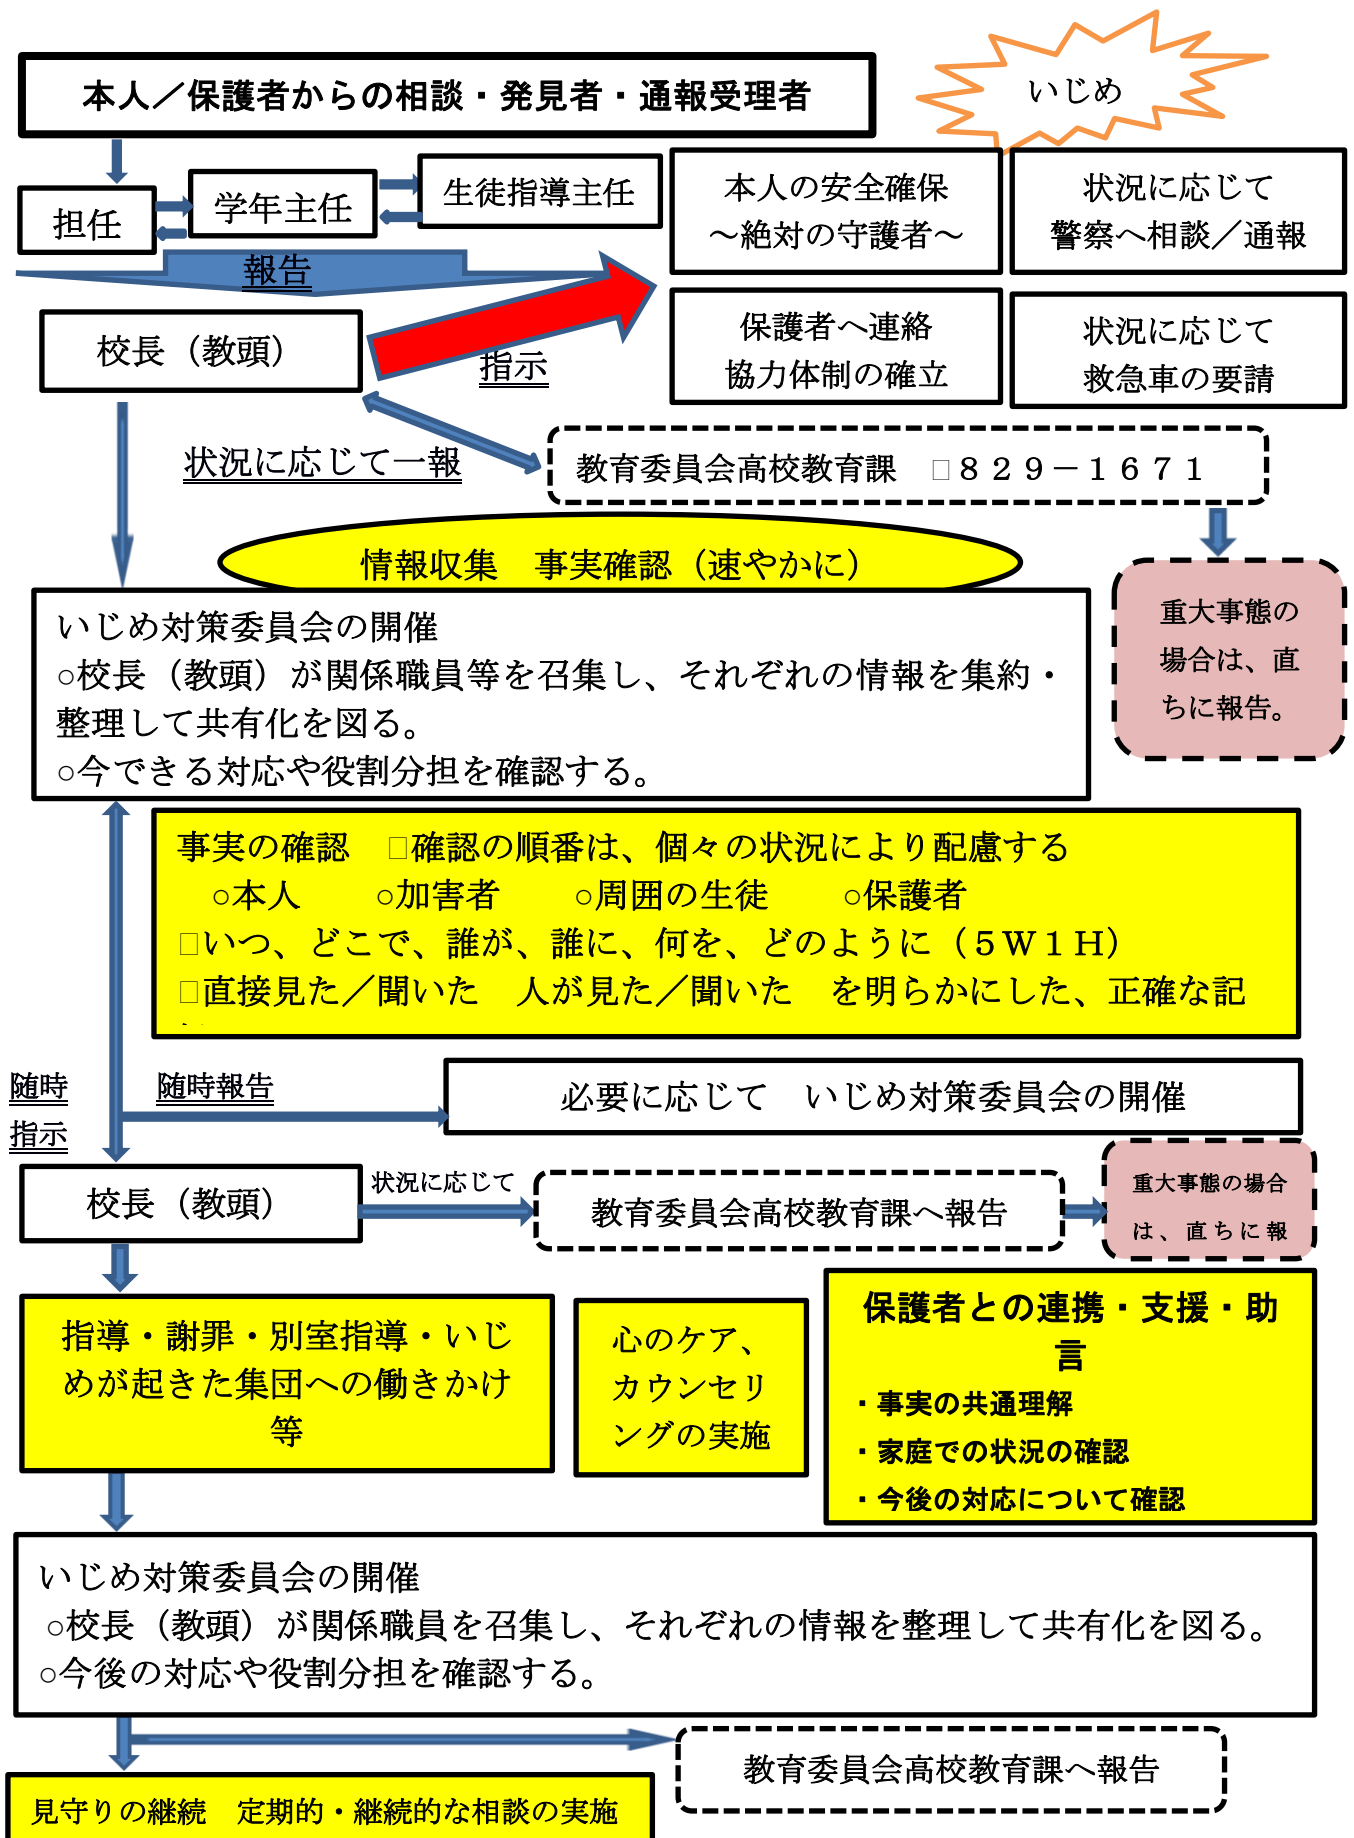 いじめ
本人／保護者からの相談・発見者・通報受理者
担任
学年主任
生徒指導主任
本人の安全確保
～絶対の守護者～
状況に応じて
警察へ相談／通報
報告
校長（教頭）
指示
保護者へ連絡
協力体制の確立
状況に応じて
救急車の要請
状況に応じて一報
教育委員会高校教育課　□８２９－１６７１
情報収集　事実確認（速やかに）
重大事態の
場合は、直
ちに報告。
いじめ対策委員会の開催
○校長（教頭）が関係職員等を召集し、それぞれの情報を集約・
整理して共有化を図る。
○今できる対応や役割分担を確認する。
事実の確認　□確認の順番は、個々の状況により配慮する
○本人　　○加害者　　○周囲の生徒　　○保護者
□いつ、どこで、誰が、誰に、何を、どのように（５Ｗ１Ｈ）
□直接見た／聞いた　人が見た／聞いた　を明らかにした、正確な記
随時
指示
随時報告
必要に応じて　いじめ対策委員会の開催
校長（教頭）
状況に応じて
教育委員会高校教育課へ報告
重大事態の場合
は、直ちに報
指導・謝罪・別室指導・いじ
めが起きた集団への働きかけ
等
心のケア、
カウンセリ
ングの実施
保護者との連携・支援・助
言
・事実の共通理解
・家庭での状況の確認
・今後の対応について確認
いじめ対策委員会の開催
○校長（教頭）が関係職員を召集し、それぞれの情報を整理して共有化を図る。
○今後の対応や役割分担を確認する。
教育委員会高校教育課へ報告
見守りの継続　定期的・継続的な相談の実施